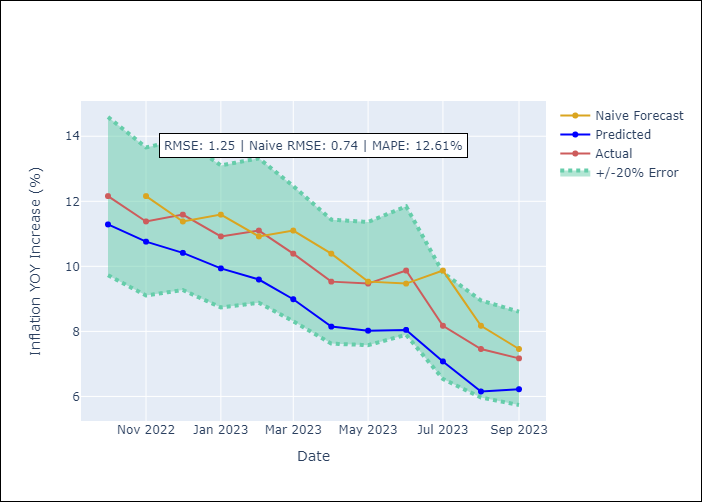 RMSE: 1.25 | Naive RMSE: 0.74 | MAPE: 12.61%
Naive Forecast
Predicted
Actual
+/-20% Error
Inflation YOY Increase (%)
14
12
10
8
6
Nov 2022
Jan 2023
Mar 2023
May 2023
Jul 2023
Sep 2023
Date